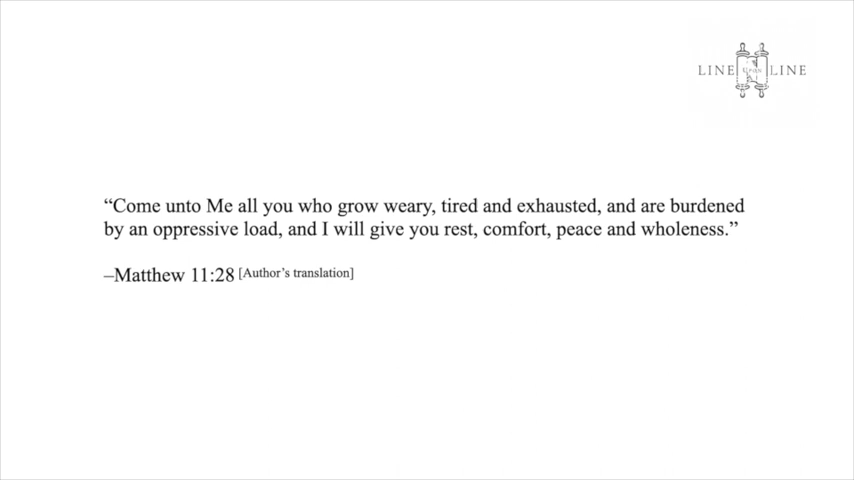 LINE UPON LINE
“Come unto Me all you who grow weary, tired and exhausted, and are burdened
by an oppressive load, and I will give you rest, comfort, peace and wholeness.”
–Matthew 11:28 [Author’s translation]